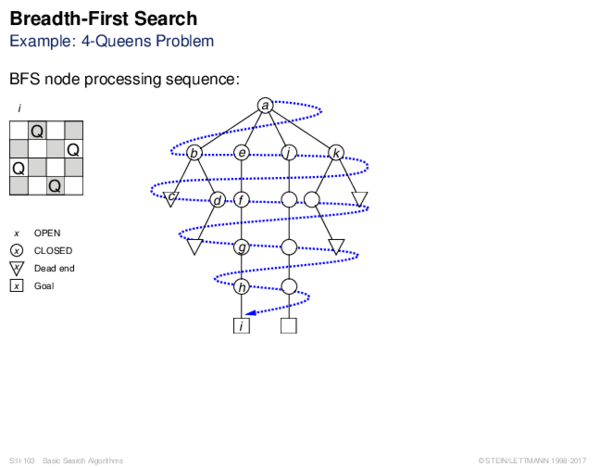 Breadth-First Search
Example: 4-Queens Problem
BFS node processing sequence:
i
Q
Q
Q
Q
a
b e j k
c d f
g
h
i
x OPEN
x CLOSED
x Dead end
x Goal
S:III-103 Basic Search Algorithms
©STEIN/LETTMANN 1998-2017